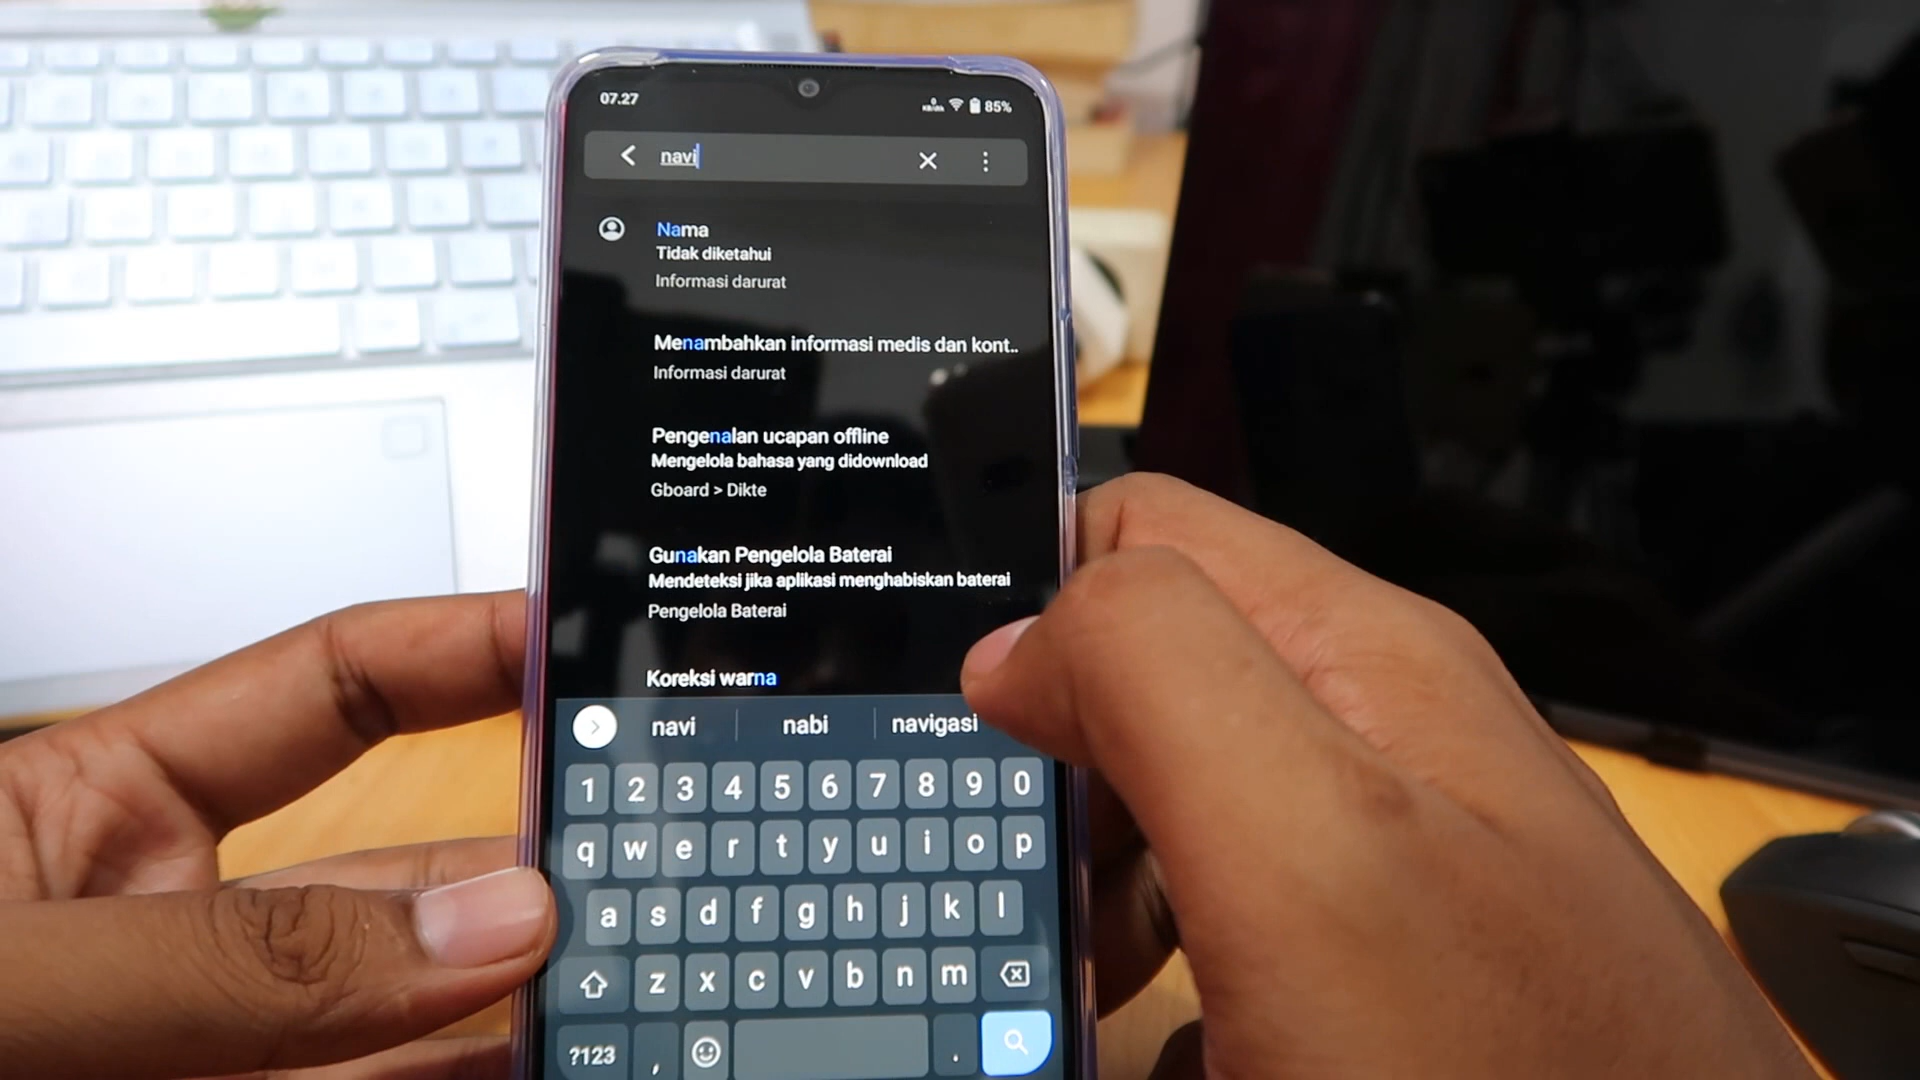 07.27
85%
navi
Nama
Tidak diketahui
Informasi darurat
Menambahkan informasi medis dan kont..
Informasi darurat
Pengenalan ucapan offline
Mengelola bahasa yang didownload
Gboard > Dikte
Gunakan Pengelola Baterai
Mendeteksi jika aplikasi menghabiskan baterai
Pengelola Baterai
Koreksi warna
navi nabi navigasi
1 2 3 4 5 6 7 8 9 0
q w e r t y u i o p
a s d f g h j k l
z x c v b n m
?123 , .